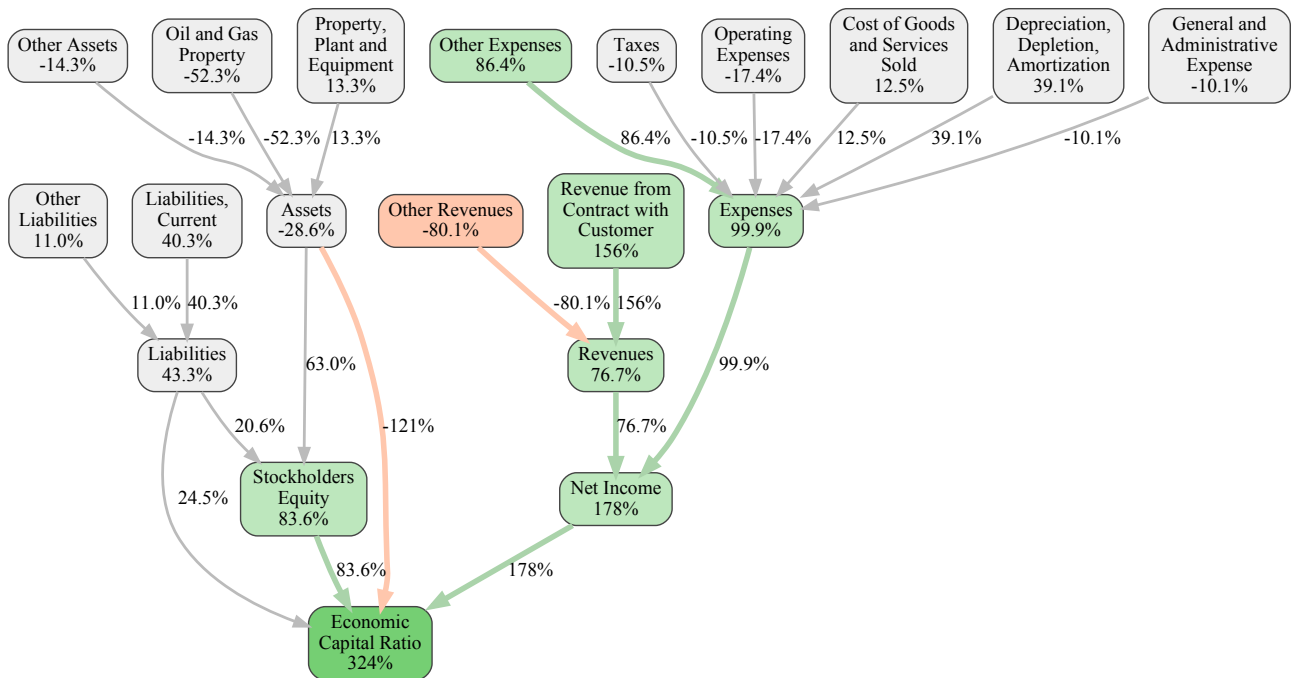 Other Assets
-14.3%
Oil and Gas
Property
-52.3%
Property,
Plant and
Equipment
13.3%
Other Expenses
86.4%
Taxes
-10.5%
Operating
Expenses
-17.4%
Cost of Goods
and Services
Sold
12.5%
Depreciation,
Depletion,
Amortization
39.1%
General and
Administrative
Expense
-10.1%
-14.3%
-52.3%
13.3%
86.4%
-10.5%
-17.4%
12.5%
39.1%
-10.1%
Other
Liabilities
11.0%
Liabilities,
Current
40.3%
Assets
-28.6%
Other Revenues
-80.1%
Revenue from
Contract with
Customer
156%
Expenses
99.9%
11.0%
40.3%
-80.1%
156%
Liabilities
43.3%
63.0%
Revenues
76.7%
99.9%
20.6%
-121%
76.7%
24.5%
Stockholders
Equity
83.6%
Net Income
178%
83.6%
178%
Economic
Capital Ratio
324%